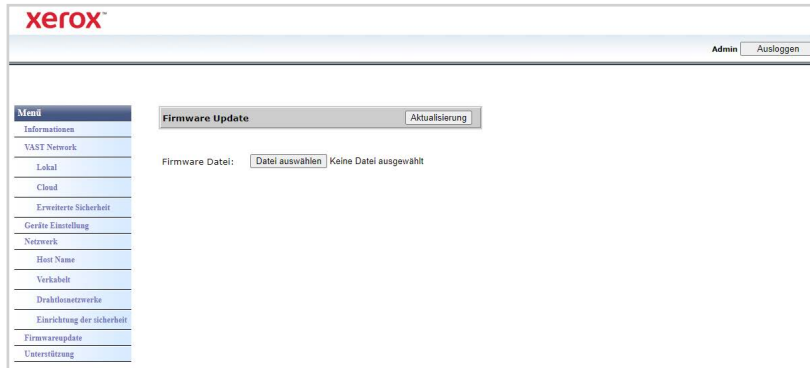 xerox™
Admin Ausloggen
Menü
Informationen
VAST Network
Lokal
Cloud
Erweiterte Sicherheit
Geräte Einstellung
Netzwerk
Host Name
Verkabelt
Drahtlosnetzwerke
Einrichtung der sicherheit
Firmwareupdate
Unterstützung
Firmware Update Aktualisierung
Firmware Datei: Datei auswählen Keine Datei ausgewählt